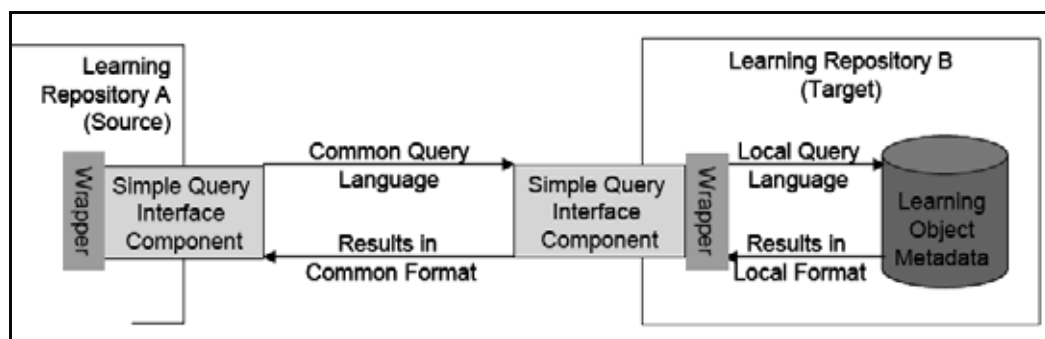 Learning
Repository A
(Source)
Wrapper
Simple Query
Interface
Component
Common Query
Language
Results in
Common Format
Learning Repository B
(Target)
Simple Query
Interface
Component
Wrapper
Local Query
Language
Results in
Local Format
Learning
Object
Metadata